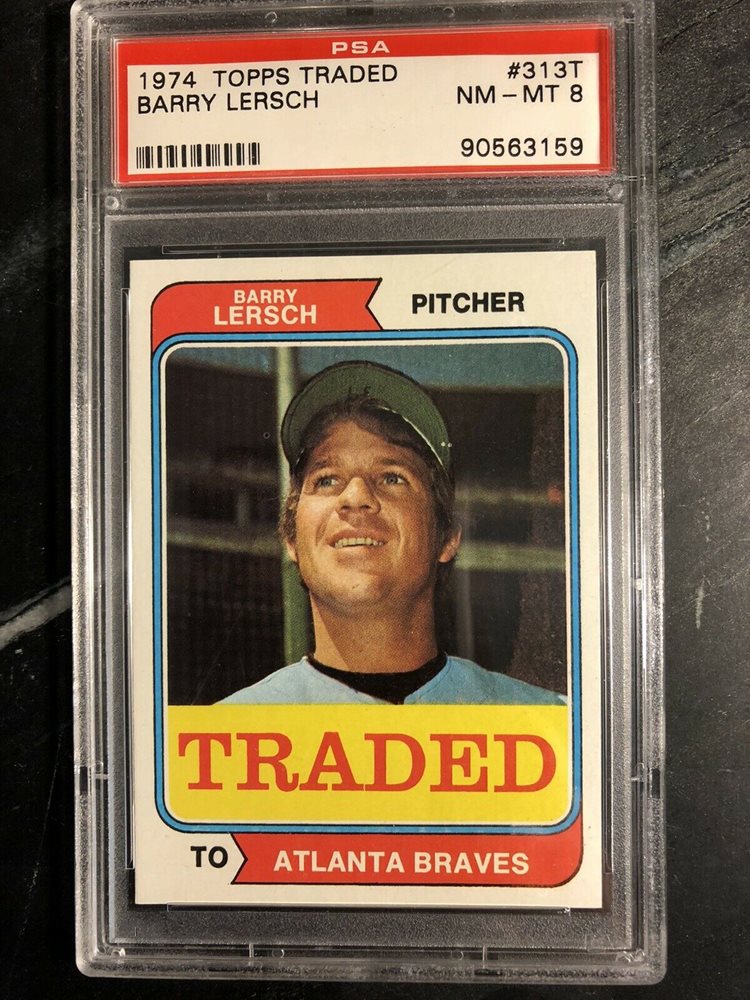 PSA
1974 TOPPS TRADED #313T
BARRY LERSCH NM-MT 8
90563159
BARRY
LERSCH
PITCHER
TRADED
TO ATLANTA BRAVES